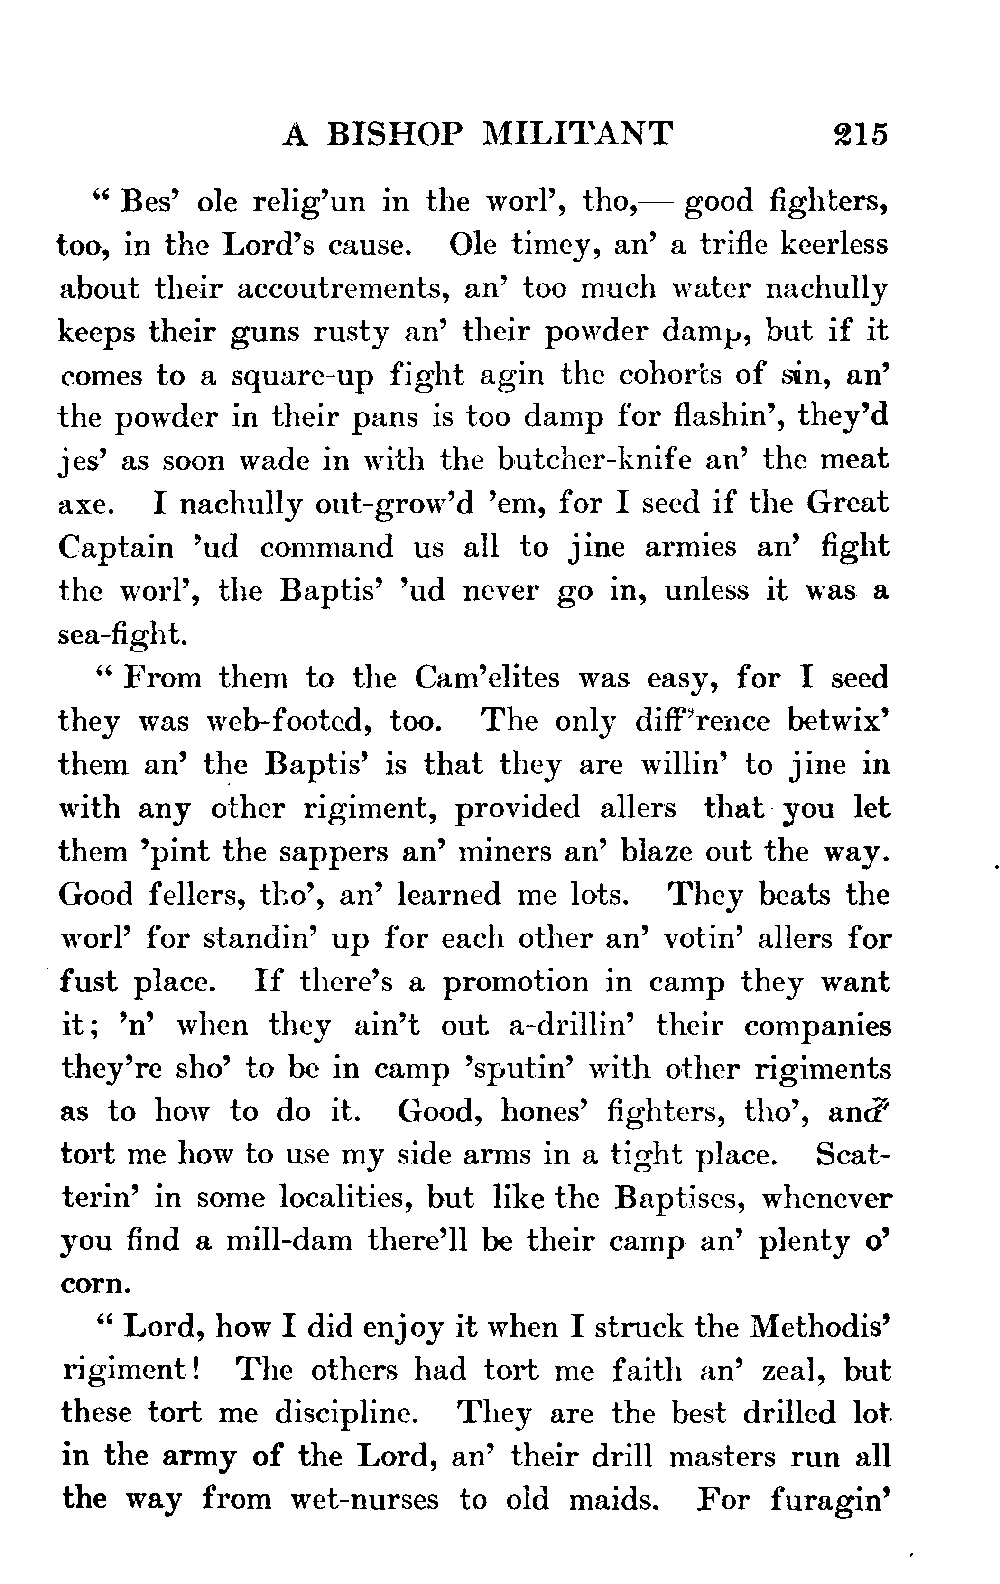 A BISHOP MILITANT 215
“ Bes’ ole relig’un in the worl’, tho,— good fighters,
too, in the Lord’s cause. Ole timey, an’ a trifle keerless
about their accoutrements, an’ too much water nachully
keeps their guns rusty an’ their powder damp, but if it
comes to a square-up fight agin the cohorts of sin, an’
the powder in their pans is too damp for flashin’, they’d
jes’ as soon wade in with the butcher-knife an’ the meat
axe. I nachully out-grow’d ’em, for I seed if the Great
Captain ’ud command us all to jine armies an’ fight
the worl’, the Baptis’ ’ud never go in, unless it was a
sea-fight.
“ From them to the Cam’elites was easy, for I seed
they was web-footed, too. The only diff’rence betwix’
them an’ the Baptis’ is that they are willin’ to jine in
with any other rigiment, provided allers that you let
them ’pint the sappers an’ miners an’ blaze out the way.
Good fellers, tho’, an’ learned me lots. They beats the
worl’ for standin’ up for each other an’ votin’ allers for
fust place. If there’s a promotion in camp they want
it; ’n’ when they ain’t out a-drillin’ their companies
they’re sho’ to be in camp ’sputin’ with other rigiments
as to how to do it. Good, hones’ fighters, tho’, and’
tort me how to use my side arms in a tight place. Scat-
terin’ in some localities, but like the Baptises, whenever
you find a mill-dam there’ll be their camp an’ plenty o’
corn.
“ Lord, how I did enjoy it when I struck the Methodis’
rigiment! The others had tort me faith an’ zeal, but
these tort me discipline. They are the best drilled lot
in the army of the Lord, an’ their drill masters run all
the way from wet-nurses to old maids. For furagin’